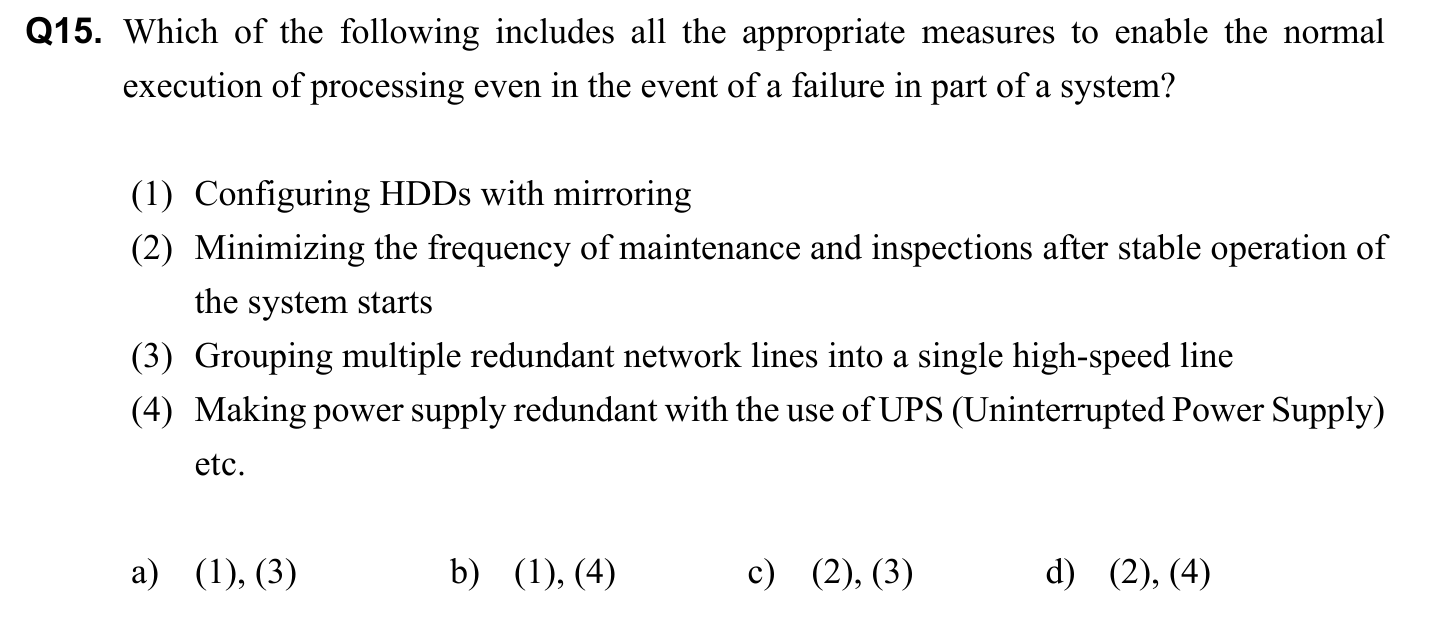 Q15. Which of the following includes all the appropriate measures to enable the normal
execution of processing even in the event of a failure in part of a system?
(1) Configuring HDDs with mirroring
(2) Minimizing the frequency of maintenance and inspections after stable operation of
the system starts
(3) Grouping multiple redundant network lines into a single high-speed line
(4) Making power supply redundant with the use of UPS (Uninterrupted Power Supply)
etc.
a) (1), (3) b) (1), (4) c) (2), (3) d) (2), (4)